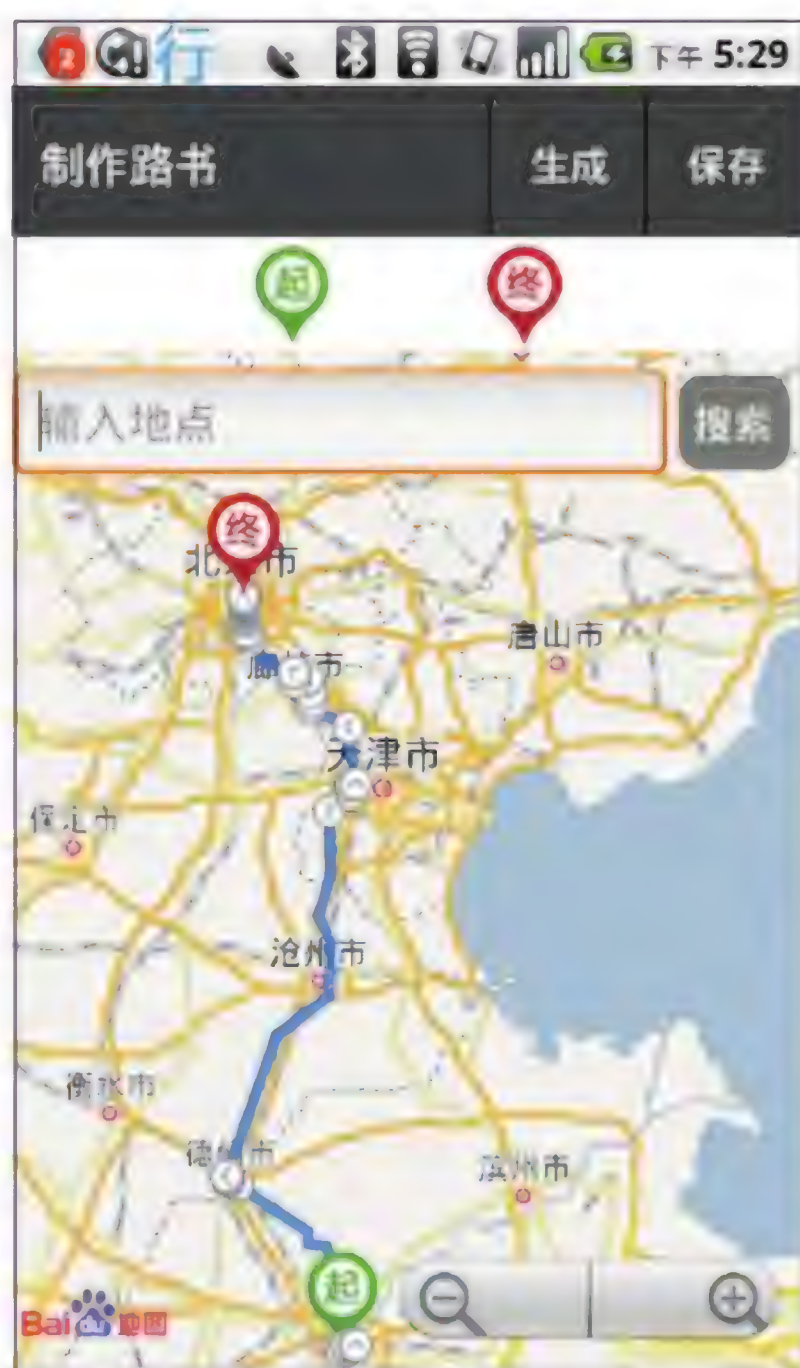 2 行 下午 5:29
制作路书 生成 保存
起 终
输入地点 搜索
终
北京市
唐山市
廊坊市
天津市
保定市
沧州市
衡水市
德州市
滨州市
起
Bai 地图